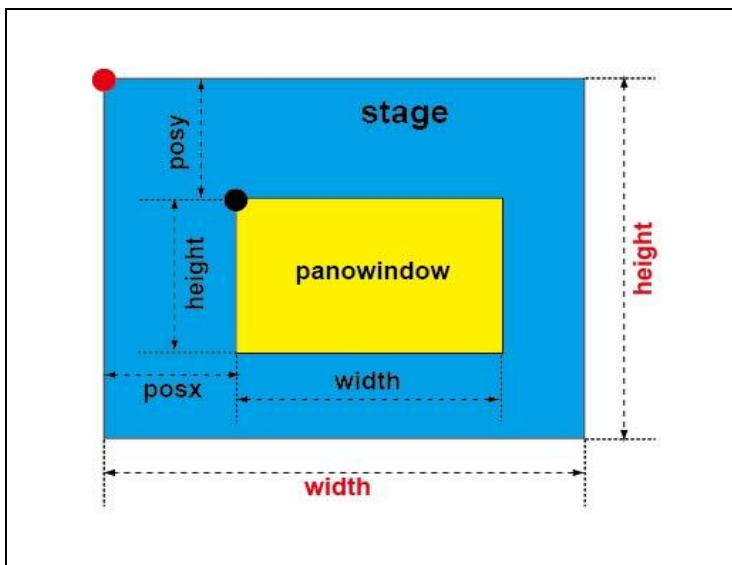 stage
posy
height
panowindow
height
width
posx
width